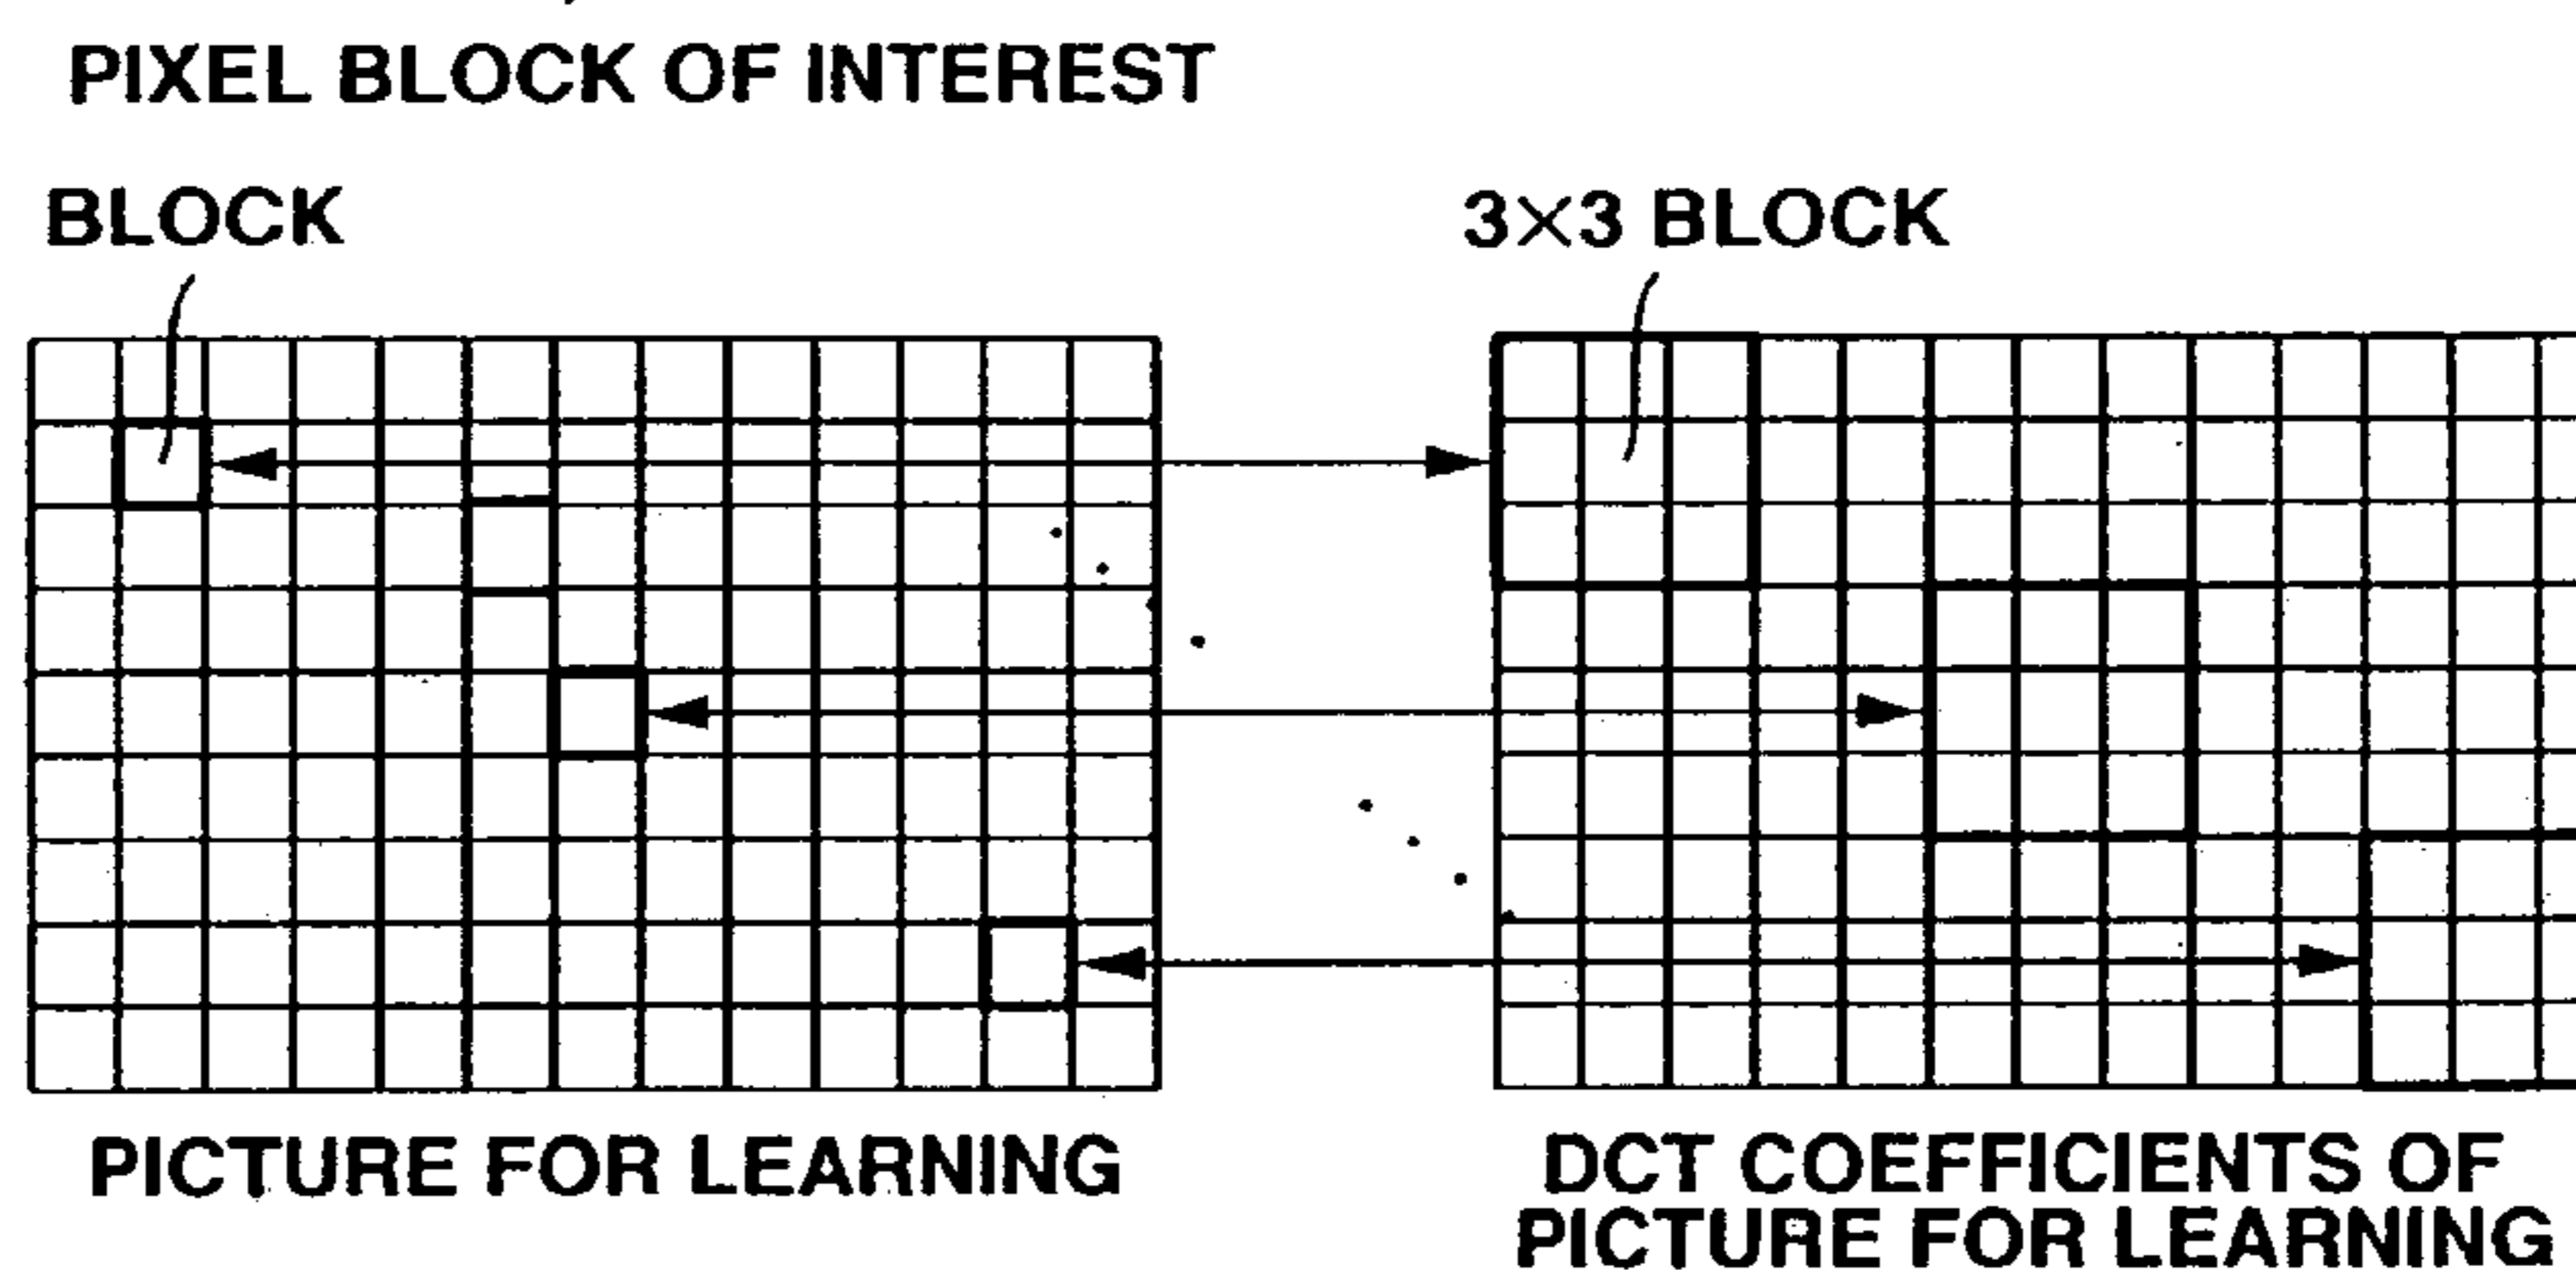 PIXEL BLOCK OF INTEREST
BLOCK
3×3 BLOCK
PICTURE FOR LEARNING
DCT COEFFICIENTS OF
PICTURE FOR LEARNING